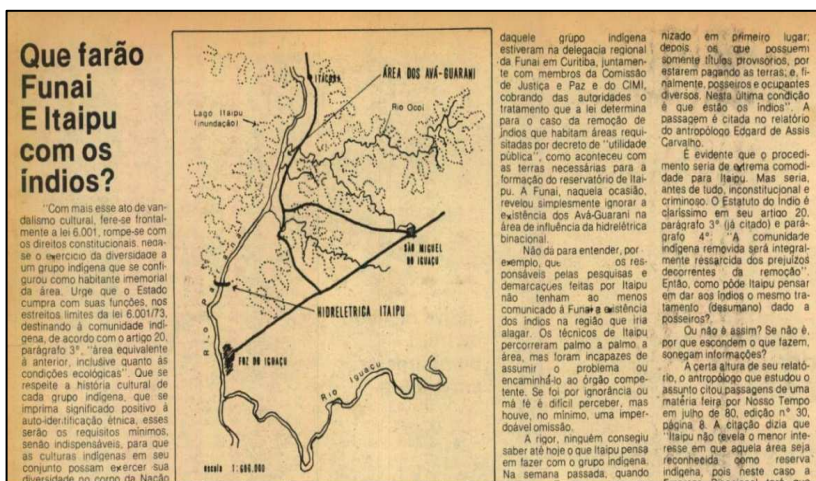 Que farão
Funai
E Itaipu
com os
índios?
"Com mais esse ato de van-
dalismo cultural, fere-se frontal-
mente a lei 6.001, rompe-se com
os direitos constitucionais, nega-
se o exercício da diversidade a
um grupo indígena que se confi-
gurou como habitante imemorial
da área. Urge que o Estado
cumpra com suas funções, nos
estreitos limites da lei 6.001/73,
destinando à comunidade indí-
gena, de acordo com o artigo 20,
parágrafo 3º, "área equivalente
à anterior, inclusive quanto às
condições ecológicas". Que se
respeite a história cultural de
cada grupo indígena, que se
imprima significado positivo à
auto-identificação étnica, esses
serão os requisitos mínimos,
senão indispensáveis, para que
as culturas indígenas em seu
conjunto possam exercer sua
diversidade no corpo da Nação
ITACORÁ
ÁREA DOS AVÁ-GUARANI
Rio Ocoí
Lago Itaipu
(inundação)
SÃO MIGUEL
DO IGUAÇU
HIDRELÉTRICA ITAIPU
Rio
FOZ DO IGUAÇU
Rio Iguaçu
escala 1:686.000
daquele grupo indígena
estiveram na delegacia regional
da Funai em Curitiba, juntamen-
te com membros da Comissão
de Justiça e Paz e do CIMI,
cobrando das autoridades o
tratamento que a lei determina
para o caso da remoção de
índios que habitam áreas requi-
sitadas por decreto de "utilidade
pública", como aconteceu com
as terras necessárias para a
formação do reservatório de Itai-
pu. A Funai, naquela ocasião,
revelou simplesmente ignorar a
existência dos Avá-Guarani na
área de influência da hidrelétrica
binacional.
Não dá para entender, por
exemplo, que os res-
ponsáveis pelas pesquisas e
demarcações feitas por Itaipu
não tenham ao menos
comunicado à Funai a existência
dos índios na região que iria
alagar. Os técnicos de Itaipu
percorreram palmo a palmo a
área, mas foram incapazes de
assumir o problema ou
encaminhá-lo ao órgão compe-
tente. Se foi por ignorância ou
má fé é difícil perceber, mas
houve, no mínimo, uma imper-
doável omissão.
A rigor, ninguém consegiu
saber até hoje o que Itaipu pensa
em fazer com o grupo indígena.
Na semana passada, quando
nizado em primeiro lugar;
depois os que possuem
somente títulos provisórios, por
estarem pagando as terras; e, fi-
nalmente, posseiros e ocupantes
diversos. Nesta última condição
é que estão os índios". A
passagem é citada no relatório
do antropólogo Edgard de Assis
Carvalho.
É evidente que o procedi-
mento seria de extrema comodi-
dade para Itaipu. Mas seria,
antes de tudo, inconstitucional e
criminoso. O Estatuto do Índio é
claríssimo em seu artigo 20,
parágrafo 3º (já citado) e pará-
grafo 4º: "A comunidade
indígena removida será integral-
mente ressarcida dos prejuízos
decorrentes da remoção".
Então, como pôde Itaipu pensar
em dar aos índios o mesmo tra-
tamento (desumano) dado a
posseiros?
Ou não é assim? Se não é,
por que escondem o que fazem,
sonegam informações?
A certa altura de seu relató-
rio, o antropólogo que estudou o
assunto citou passagens de uma
matéria feira por Nosso Tempo
em julho de 80, edição nº 30,
página 8. A citação dizia que
"Itaipu não revela o menor inte-
resse em que aquela área seja
reconhecida como reserva
indígena, pois neste caso a